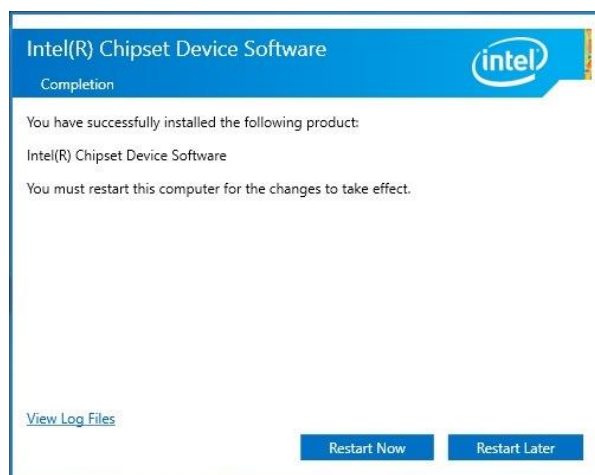 Intel(R) Chipset Device Software
intel
Completion
You have successfully installed the following product:
Intel(R) Chipset Device Software
You must restart this computer for the changes to take effect.
View Log Files
Restart Now
Restart Later